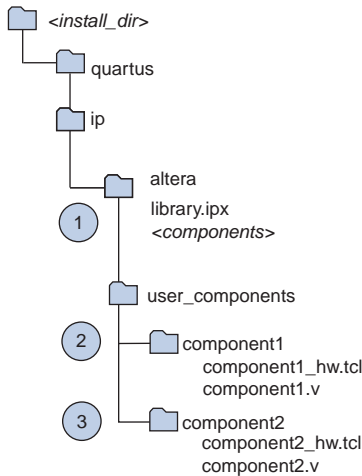 <install_dir>
quartus
ip
altera
library.ipx
<components>
1
user_components
2
component1
component1_hw.tcl
component1.v
3
component2
component2_hw.tcl
component2.v